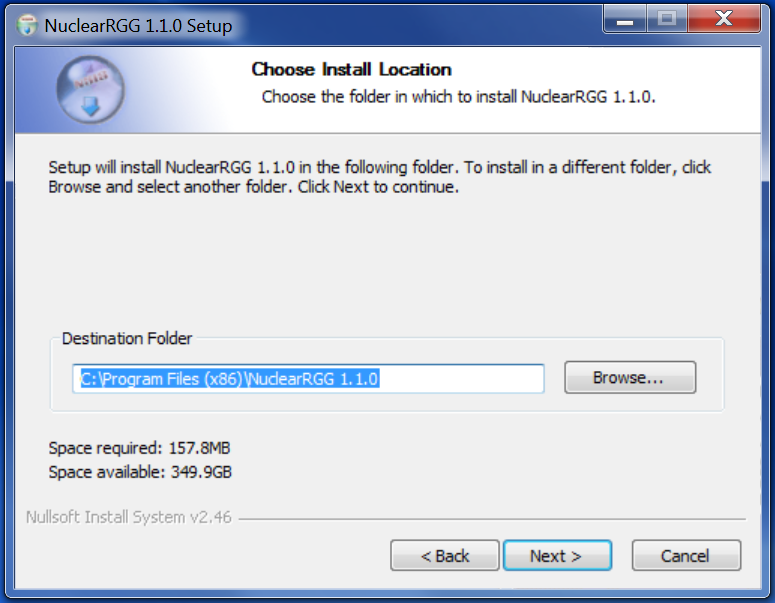 NuclearRGG 1.1.0 Setup
Choose Install Location
Choose the folder in which to install NuclearRGG 1.1.0.
Setup will install NuclearRGG 1.1.0 in the following folder. To install in a different folder, click
Browse and select another folder. Click Next to continue.
Destination Folder
C:\Program Files (x86)\NuclearRGG 1.1.0
Browse...
Space required: 157.8MB
Space available: 349.9GB
Nullsoft Install System v2.46
< Back
Next >
Cancel